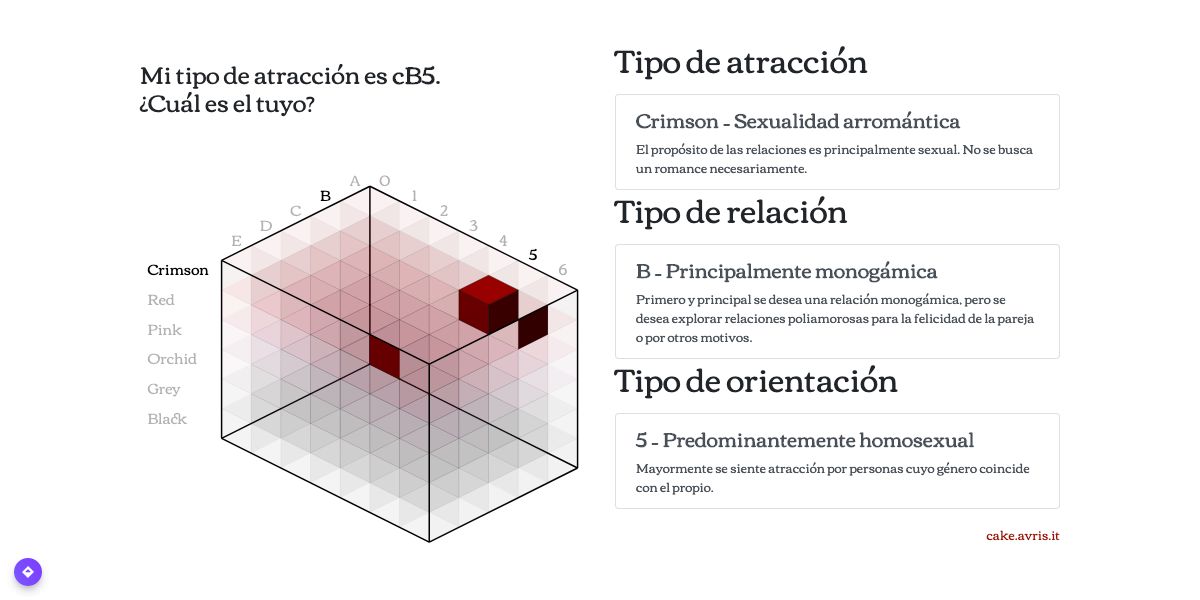 Mi tipo de atracción es cB5.
¿Cuál es el tuyo?
A
B
C
D
E
0
1
2
3
4
5
6
Crimson
Red
Pink
Orchid
Grey
Black
Tipo de atracción
Crimson - Sexualidad arromántica
El propósito de las relaciones es principalmente sexual. No se busca
un romance necesariamente.
Tipo de relación
B - Principalmente monogámica
Primero y principal se desea una relación monogámica, pero se
desea explorar relaciones poliamorosas para la felicidad de la pareja
o por otros motivos.
Tipo de orientación
5 - Predominantemente homosexual
Mayormente se siente atracción por personas cuyo género coincide
con el propio.
cake.avris.it